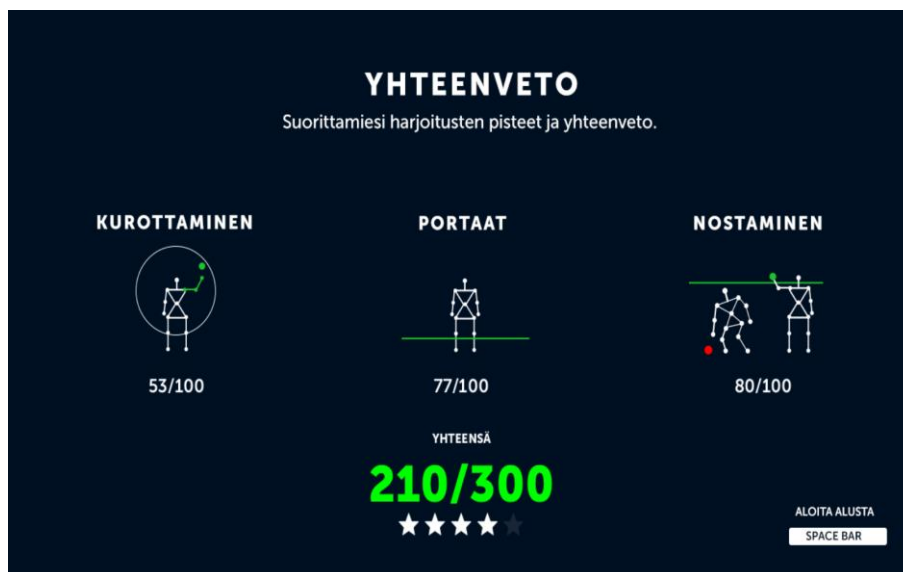 YHTEENVETO
Suorittamiesi harjoitusten pisteet ja yhteenveto.
KUROTTAMINEN
PORTAAT
NOSTAMINEN
53/100
77/100
80/100
YHTEENSÄ
210/300
ALOITA ALUSTA
SPACE BAR